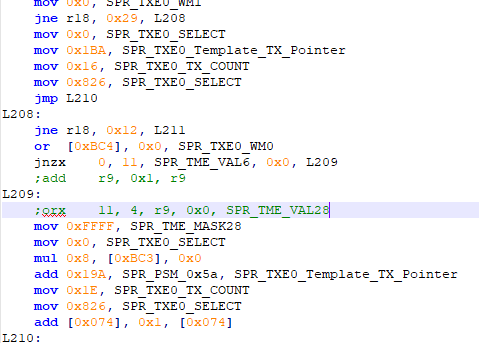 mov 0x0, SPR_TXE0_WM1
jne r18, 0x29, L208
mov 0x0, SPR_TXE0_SELECT
mov 0x1BA, SPR_TXE0_Template_TX_Pointer
mov 0x16, SPR_TXE0_TX_COUNT
mov 0x826, SPR_TXE0_SELECT
jmp L210
L208:
jne r18, 0x12, L211
or [0xBC4], 0x0, SPR_TXE0_WM0
jnzx 0, 11, SPR_TME_VAL6, 0x0, L209
;add r9, 0x1, r9
L209:
;orx 11, 4, r9, 0x0, SPR_TME_VAL28
mov 0xFFFF, SPR_TME_MASK28
mov 0x0, SPR_TXE0_SELECT
mul 0x8, [0xBC3], 0x0
add 0x19A, SPR_PSM_0x5a, SPR_TXE0_Template_TX_Pointer
mov 0x1E, SPR_TXE0_TX_COUNT
mov 0x826, SPR_TXE0_SELECT
add [0x074], 0x1, [0x074]
L210: